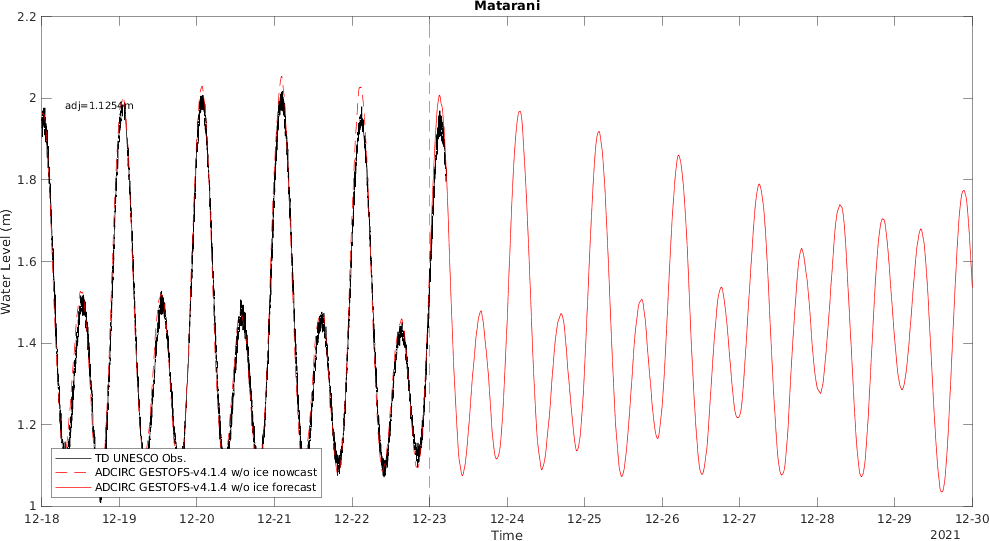 Matarani
2.2
2
1.8
1.6
1.4
1.2
1
Water Level (m)
adj=1.1254m
TD UNESCO Obs.
ADCIRC GESTOFS-v4.1.4 w/o ice nowcast
ADCIRC GESTOFS-v4.1.4 w/o ice forecast
12-18 12-19 12-20 12-21 12-22 12-23 12-24 12-25 12-26 12-27 12-28 12-29 12-30
Time
2021